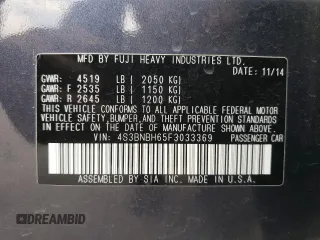 MFD BY FUJI HEAVY INDUSTRIES LTD.
DATE: 11/14
GVWR: 4519 LB [ 2050 KG]
GAWR: F 2535 LB [ 1150 KG]
GAWR: R 2645 LB [ 1200 KG]
THIS VEHICLE CONFORMS TO ALL APPLICABLE FEDERAL MOTOR
VEHICLE SAFETY, BUMPER, AND THEFT PREVENTION STANDARDS
IN EFFECT ON THE DATE OF MANUFACTURE SHOWN ABOVE.
VIN: 4S3BNBH65F3033369 PASSENGER CAR
ASSEMBLED BY SIA INC. MADE IN U.S.A.
DREAMBID